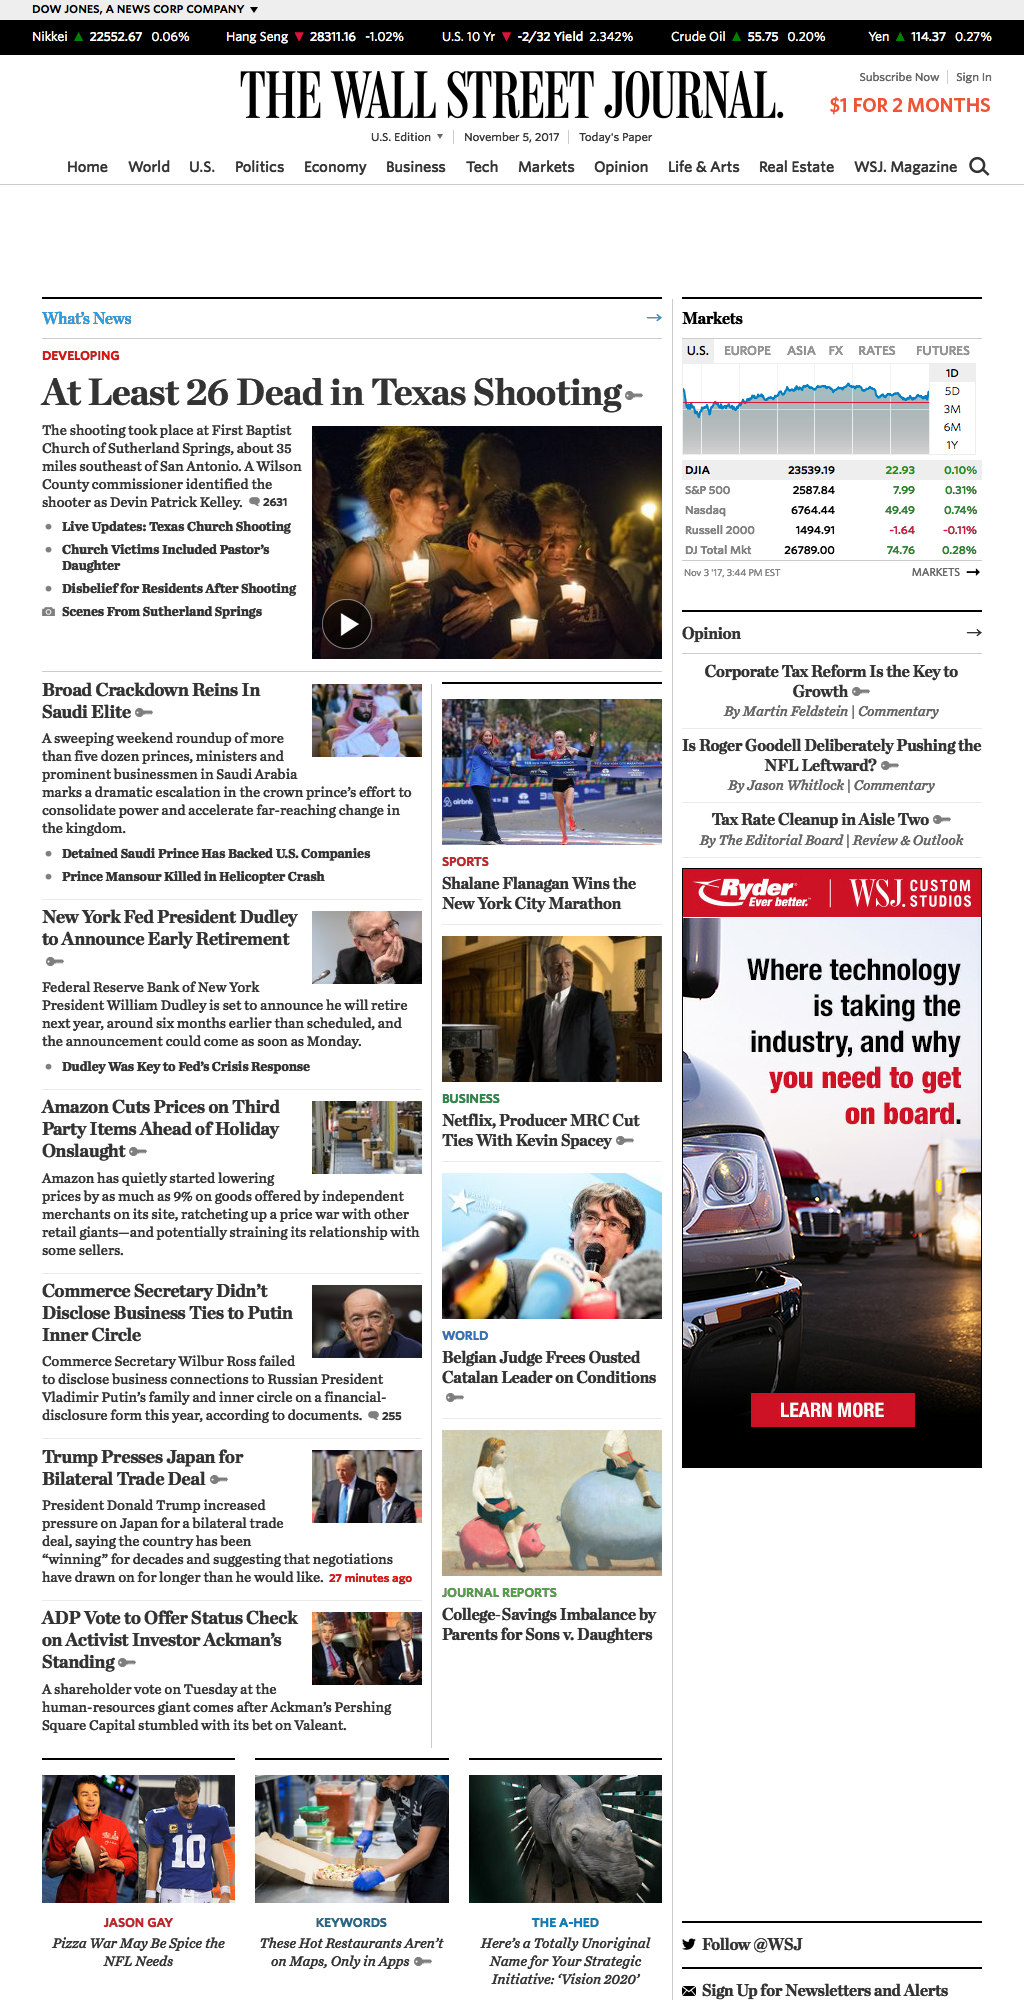 DOW JONES, A NEWS CORP COMPANY
Nikkei 22552.67 0.06% Hang Seng 28311.16 -1.02% U.S. 10 Yr -2/32 Yield 2.342% Crude Oil 55.75 0.20% Yen 114.37 0.27%
THE WALL STREET JOURNAL.
Subscribe Now Sign In
$1 FOR 2 MONTHS
U.S. Edition November 5, 2017 Today's Paper
Home World U.S. Politics Economy Business Tech Markets Opinion Life & Arts Real Estate WSJ. Magazine
What's News →
DEVELOPING
At Least 26 Dead in Texas Shooting
The shooting took place at First Baptist
Church of Sutherland Springs, about 35
miles southeast of San Antonio. A Wilson
County commissioner identified the
shooter as Devin Patrick Kelley. 2631
Live Updates: Texas Church Shooting
Church Victims Included Pastor's
Daughter
Disbelief for Residents After Shooting
Scenes From Sutherland Springs
Broad Crackdown Reins In
Saudi Elite
A sweeping weekend roundup of more
than five dozen princes, ministers and
prominent businessmen in Saudi Arabia
marks a dramatic escalation in the crown prince's effort to
consolidate power and accelerate far-reaching change in
the kingdom.
Detained Saudi Prince Has Backed U.S. Companies
Prince Mansour Killed in Helicopter Crash
New York Fed President Dudley
to Announce Early Retirement
Federal Reserve Bank of New York
President William Dudley is set to announce he will retire
next year, around six months earlier than scheduled, and
the announcement could come as soon as Monday.
Dudley Was Key to Fed's Crisis Response
Amazon Cuts Prices on Third
Party Items Ahead of Holiday
Onslaught
Amazon has quietly started lowering
prices by as much as 9% on goods offered by independent
merchants on its site, ratcheting up a price war with other
retail giants—and potentially straining its relationship with
some sellers.
Commerce Secretary Didn't
Disclose Business Ties to Putin
Inner Circle
Commerce Secretary Wilbur Ross failed
to disclose business connections to Russian President
Vladimir Putin's family and inner circle on a financial-
disclosure form this year, according to documents. 255
Trump Presses Japan for
Bilateral Trade Deal
President Donald Trump increased
pressure on Japan for a bilateral trade
deal, saying the country has been
“winning” for decades and suggesting that negotiations
have drawn on for longer than he would like. 27 minutes ago
ADP Vote to Offer Status Check
on Activist Investor Ackman's
Standing
A shareholder vote on Tuesday at the
human-resources giant comes after Ackman's Pershing
Square Capital stumbled with its bet on Valeant.
airbnb
SPORTS
Shalane Flanagan Wins the
New York City Marathon
BUSINESS
Netflix, Producer MRC Cut
Ties With Kevin Spacey
WORLD
Belgian Judge Frees Ousted
Catalan Leader on Conditions
JOURNAL REPORTS
College-Savings Imbalance by
Parents for Sons v. Daughters
10
JASON GAY
Pizza War May Be Spice the
NFL Needs
KEYWORDS
These Hot Restaurants Aren't
on Maps, Only in Apps
THE A-HED
Here's a Totally Unoriginal
Name for Your Strategic
Initiative: ‘Vision 2020’
Markets
U.S. EUROPE ASIA FX RATES FUTURES
1D
5D
3M
6M
1Y
DJIA 23539.19 22.93 0.10%
S&P 500 2587.84 7.99 0.31%
Nasdaq 6764.44 49.49 0.74%
Russell 2000 1494.91 -1.64 -0.11%
DJ Total Mkt 26789.00 74.76 0.28%
Nov 3 '17, 3:44 PM EST MARKETS →
Opinion →
Corporate Tax Reform Is the Key to
Growth
By Martin Feldstein | Commentary
Is Roger Goodell Deliberately Pushing the
NFL Leftward?
By Jason Whitlock | Commentary
Tax Rate Cleanup in Aisle Two
By The Editorial Board | Review & Outlook
Ryder Ever better. | WSJ. CUSTOM STUDIOS
Where technology
is taking the
industry, and why
you need to get
on board.
LEARN MORE
Follow @WSJ
Sign Up for Newsletters and Alerts